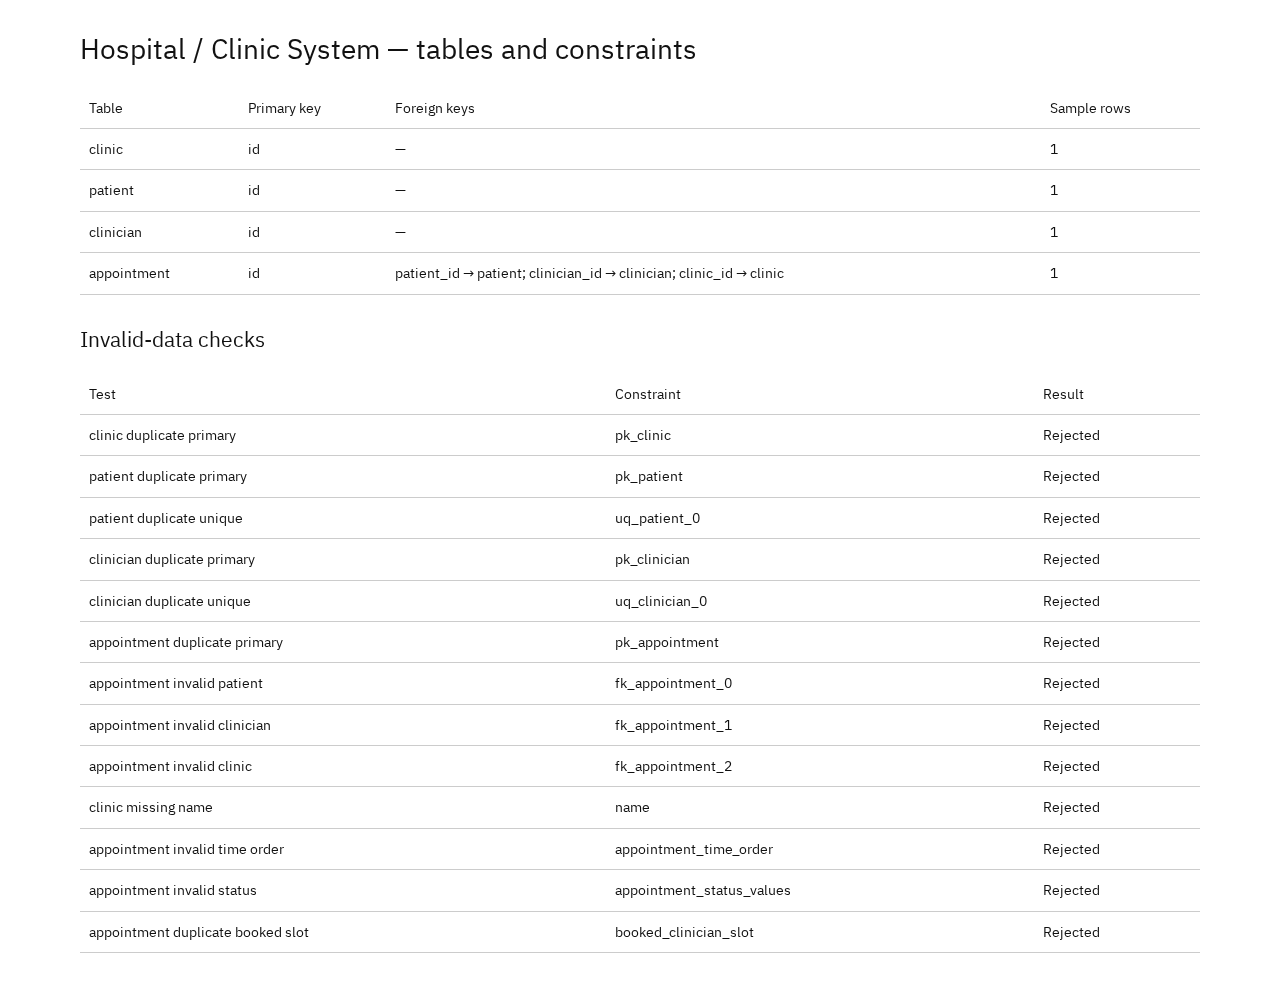 Hospital / Clinic System — tables and constraints
Table Primary key Foreign keys Sample rows
clinic id — 1
patient id — 1
clinician id — 1
appointment id patient_id → patient; clinician_id → clinician; clinic_id → clinic 1
Invalid-data checks
Test Constraint Result
clinic duplicate primary pk_clinic Rejected
patient duplicate primary pk_patient Rejected
patient duplicate unique uq_patient_0 Rejected
clinician duplicate primary pk_clinician Rejected
clinician duplicate unique uq_clinician_0 Rejected
appointment duplicate primary pk_appointment Rejected
appointment invalid patient fk_appointment_0 Rejected
appointment invalid clinician fk_appointment_1 Rejected
appointment invalid clinic fk_appointment_2 Rejected
clinic missing name name Rejected
appointment invalid time order appointment_time_order Rejected
appointment invalid status appointment_status_values Rejected
appointment duplicate booked slot booked_clinician_slot Rejected